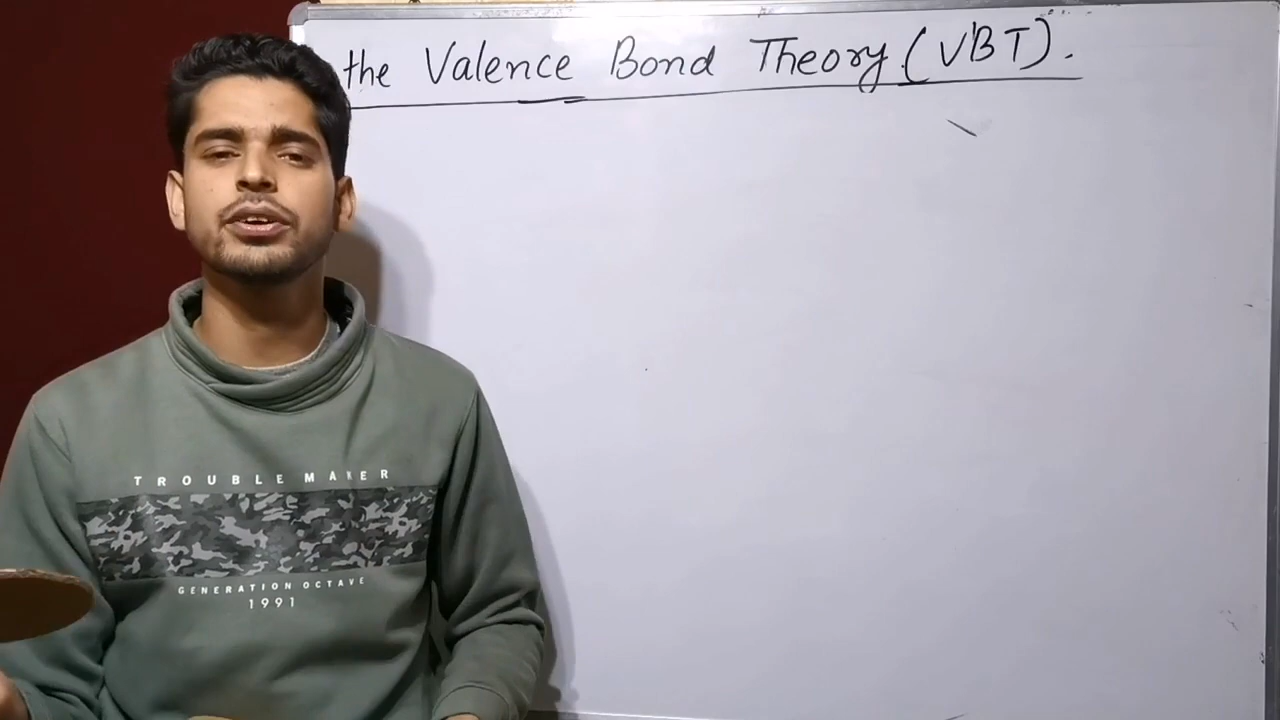 the Valence Bond Theory (VBT).
TROUBLE MAKER
GENERATION OCTAVE
1991